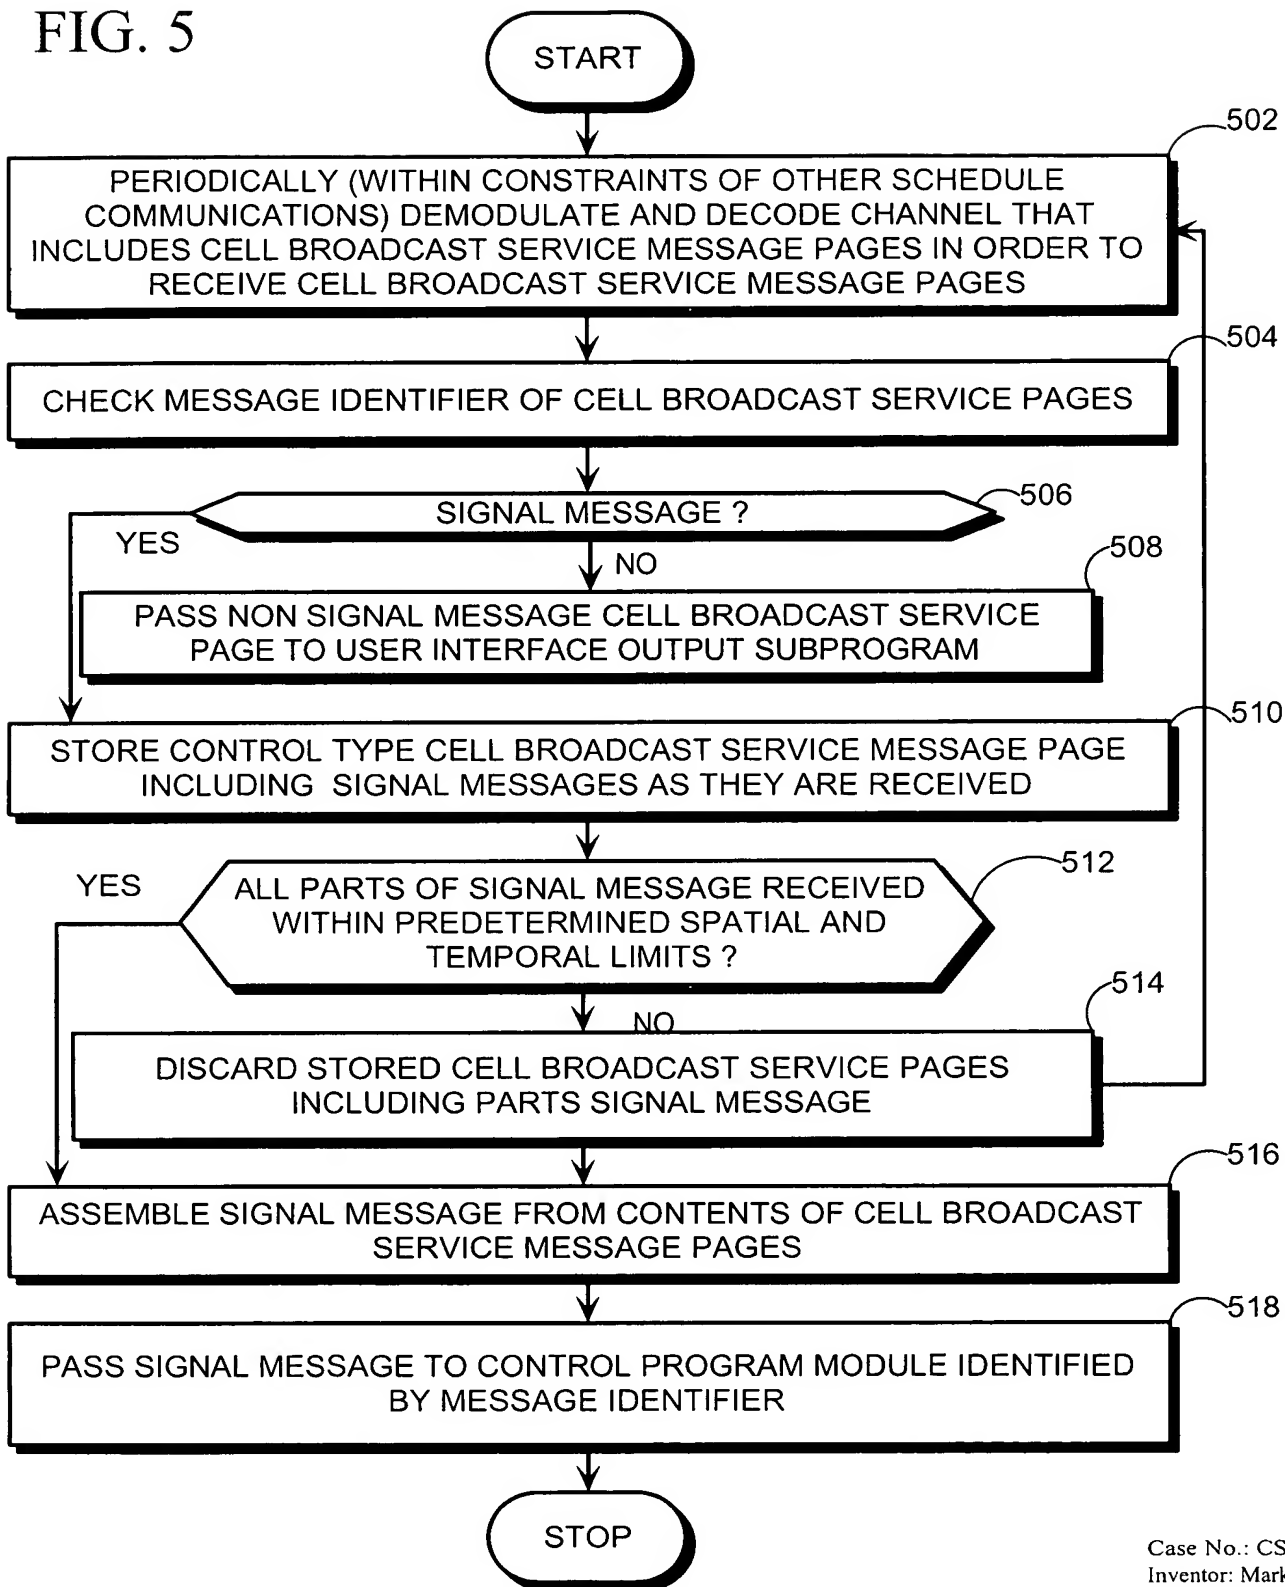 FIG. 5
START
502
PERIODICALLY (WITHIN CONSTRAINTS OF OTHER SCHEDULE
COMMUNICATIONS) DEMODULATE AND DECODE CHANNEL THAT
INCLUDES CELL BROADCAST SERVICE MESSAGE PAGES IN ORDER TO
RECEIVE CELL BROADCAST SERVICE MESSAGE PAGES
504
CHECK MESSAGE IDENTIFIER OF CELL BROADCAST SERVICE PAGES
506
SIGNAL MESSAGE ?
YES
NO
508
PASS NON SIGNAL MESSAGE CELL BROADCAST SERVICE
PAGE TO USER INTERFACE OUTPUT SUBPROGRAM
510
STORE CONTROL TYPE CELL BROADCAST SERVICE MESSAGE PAGE
INCLUDING SIGNAL MESSAGES AS THEY ARE RECEIVED
512
YES
ALL PARTS OF SIGNAL MESSAGE RECEIVED
WITHIN PREDETERMINED SPATIAL AND
TEMPORAL LIMITS ?
514
NO
DISCARD STORED CELL BROADCAST SERVICE PAGES
INCLUDING PARTS SIGNAL MESSAGE
516
ASSEMBLE SIGNAL MESSAGE FROM CONTENTS OF CELL BROADCAST
SERVICE MESSAGE PAGES
518
PASS SIGNAL MESSAGE TO CONTROL PROGRAM MODULE IDENTIFIED
BY MESSAGE IDENTIFIER
STOP
Case No.: CS
Inventor: Mark